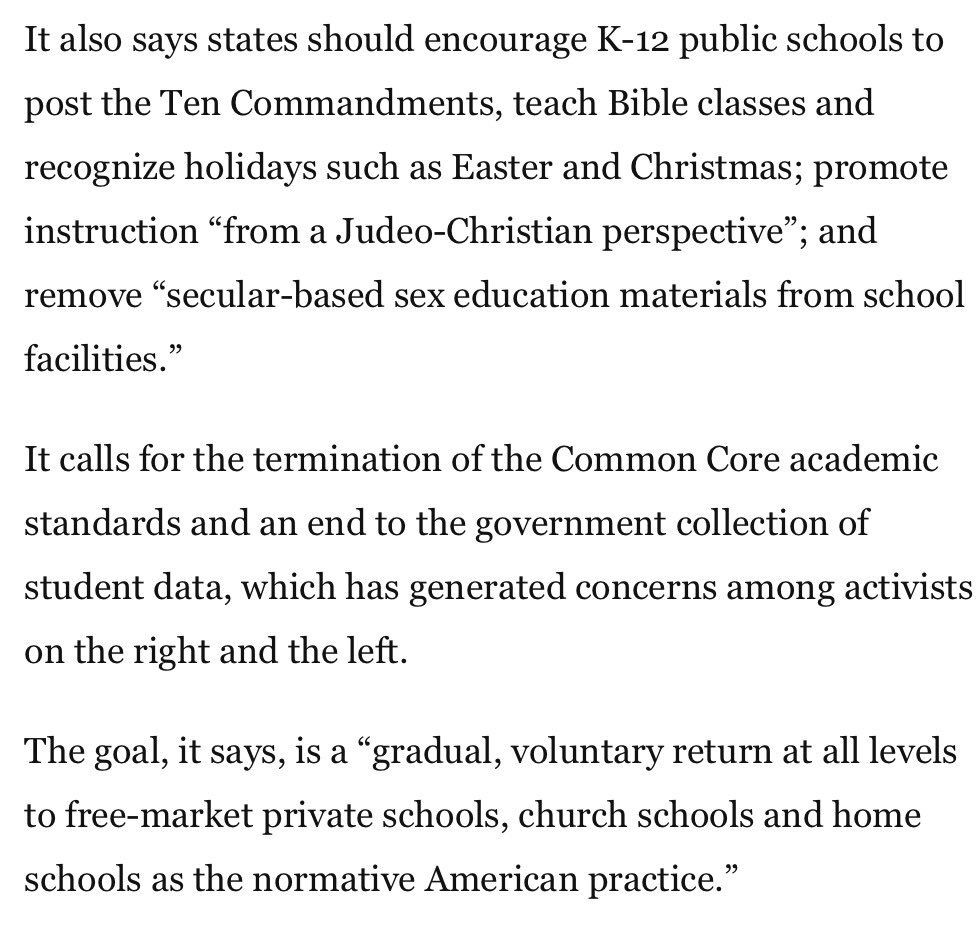 It also says states should encourage K-12 public schools to
post the Ten Commandments, teach Bible classes and
recognize holidays such as Easter and Christmas; promote
instruction “from a Judeo-Christian perspective”; and
remove “secular-based sex education materials from school
facilities.”
It calls for the termination of the Common Core academic
standards and an end to the government collection of
student data, which has generated concerns among activists
on the right and the left.
The goal, it says, is a “gradual, voluntary return at all levels
to free-market private schools, church schools and home
schools as the normative American practice.”